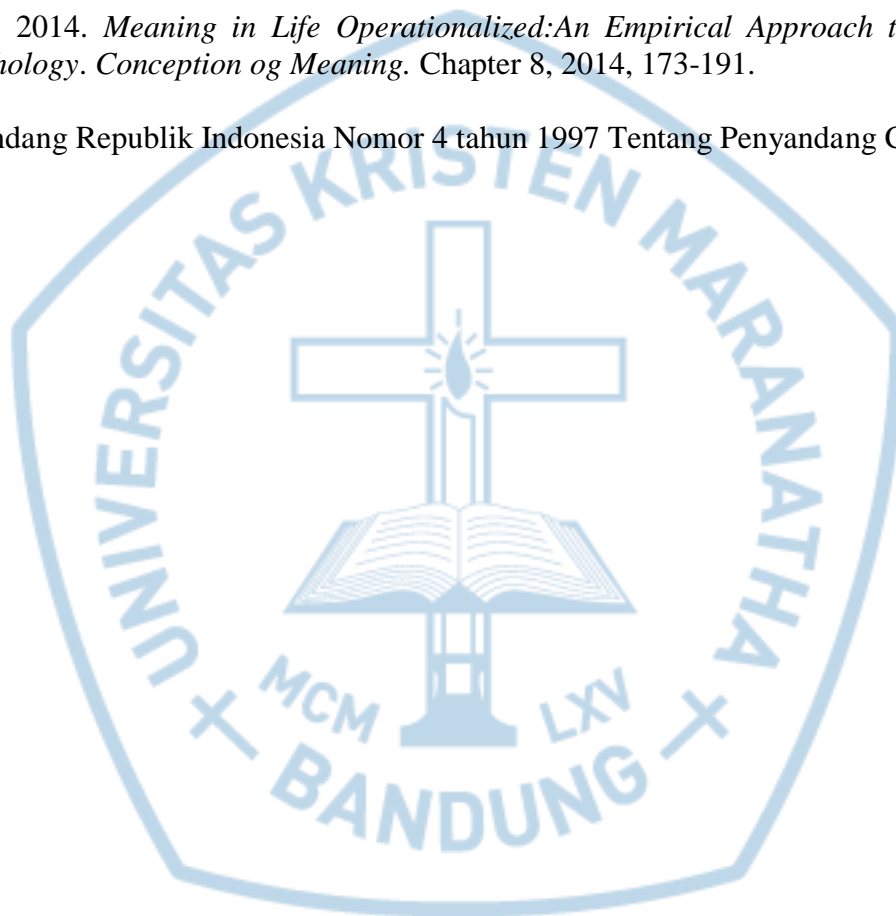 2014. Meaning in Life Operationalized:An Empirical Approach t
hology. Conception og Meaning. Chapter 8, 2014, 173-191.
ndang Republik Indonesia Nomor 4 tahun 1997 Tentang Penyandang C
UNIVERSITAS KRISTEN MARANATHA
MCM LXV
BANDUNG